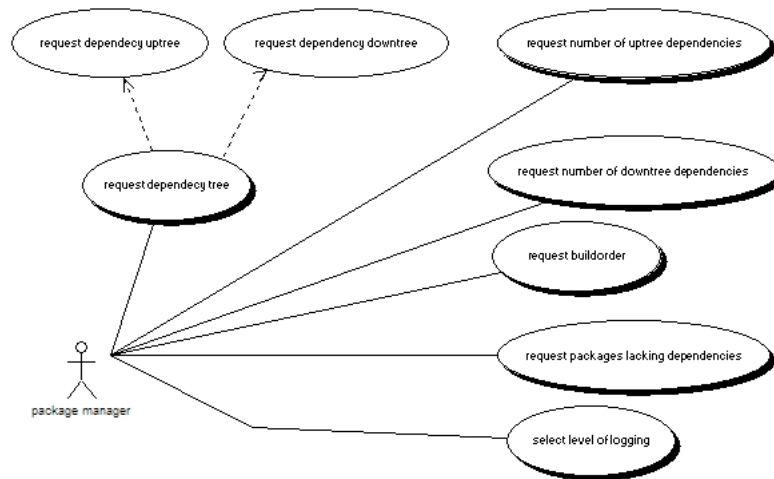 request dependecy uptree
request dependency downtree
request number of uptree dependencies
request dependecy tree
request number of downtree dependencies
request buildorder
request packages lacking dependencies
package manager
select level of logging